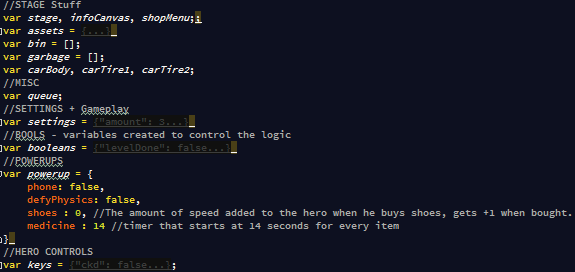 //STAGE Stuff
var stage, infoCanvas, shopMenu;;
var assets = {...}
var bin = [];
var garbage = [];
var carBody, carTire1, carTire2;
//MISC
var queue;
//SETTINGS + Gameplay
var settings = {"amount": 3...}
//BOOLS - variables created to control the logic
var booleans = {"levelDone": false...}
//POWERUPS
var powerup = {
phone: false,
defyPhysics: false,
shoes : 0, //The amount of speed added to the hero when he buys shoes, gets +1 when bought.
medicine : 14 //timer that starts at 14 seconds for every item
}
//HERO CONTROLS
var keys = {"ckd": false...};